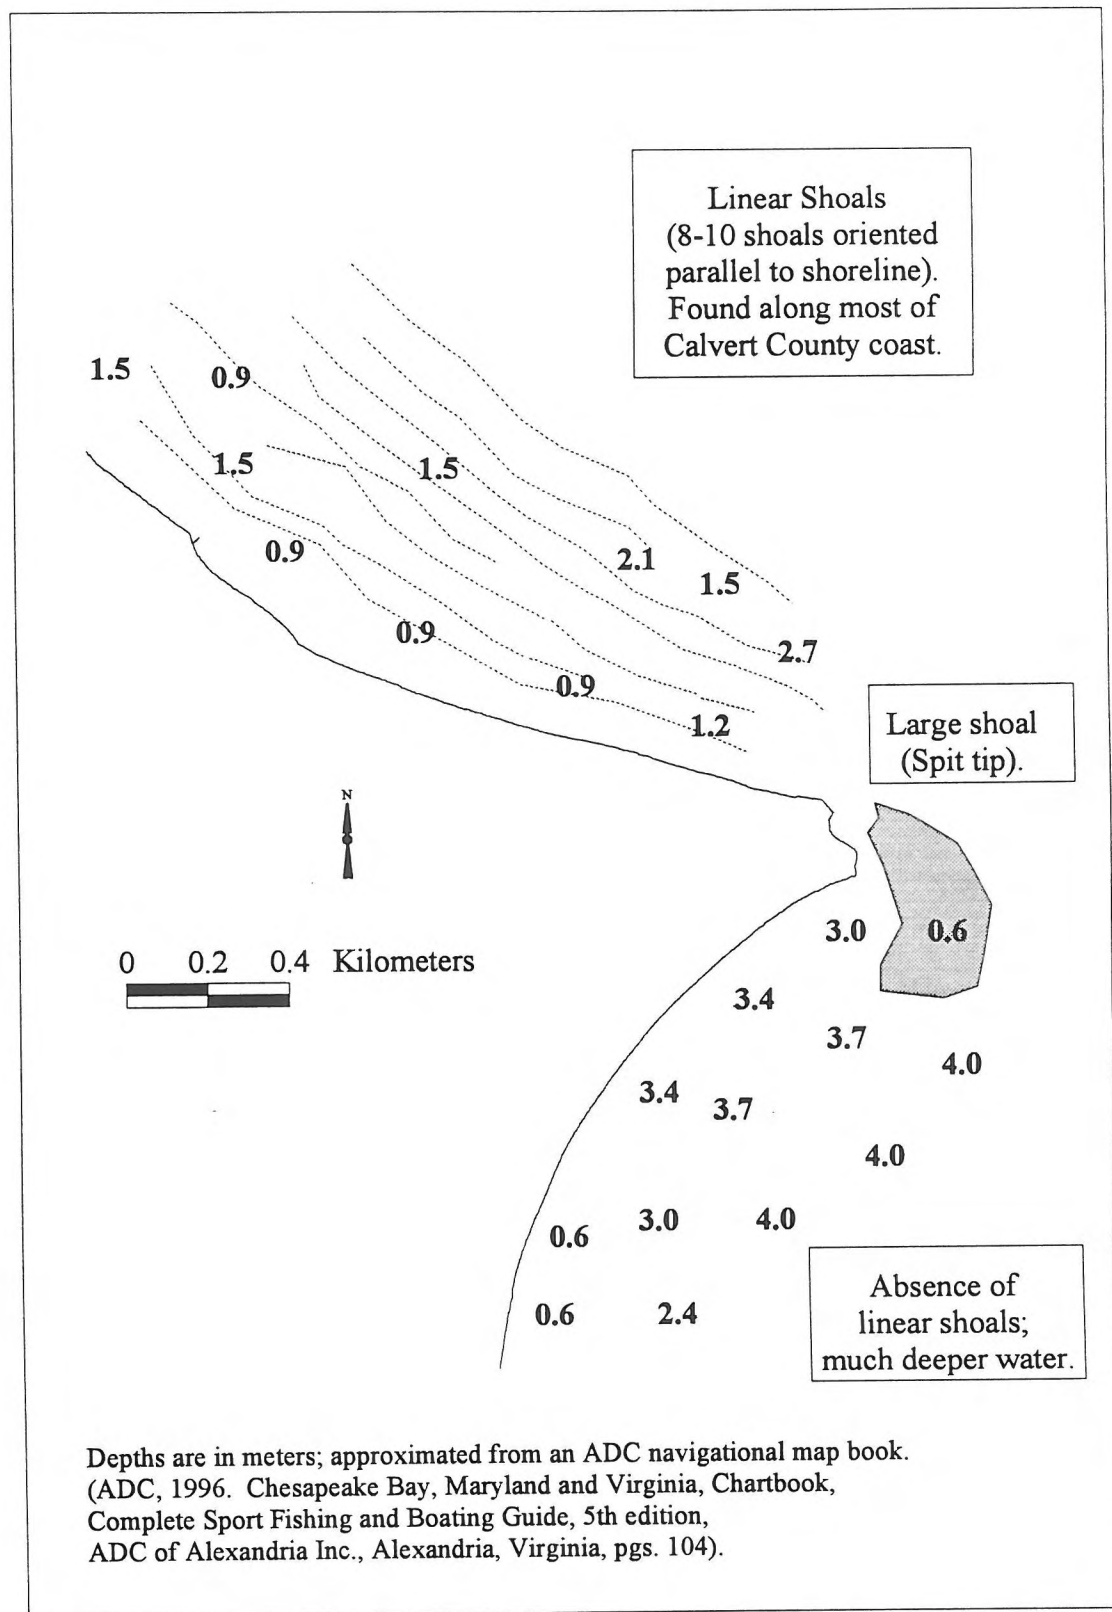 Linear Shoals
(8-10 shoals oriented
parallel to shoreline).
Found along most of
Calvert County coast.
1.5
0.9
1.5
1.5
0.9
2.1
1.5
0.9
2.7
0.9
1.2
Large shoal
(Spit tip).
N
3.0
0.6
0 0.2 0.4 Kilometers
3.4
3.7
4.0
3.4
3.7
4.0
3.0
4.0
0.6
Absence of
linear shoals;
much deeper water.
0.6
2.4
Depths are in meters; approximated from an ADC navigational map book.
(ADC, 1996. Chesapeake Bay, Maryland and Virginia, Chartbook,
Complete Sport Fishing and Boating Guide, 5th edition,
ADC of Alexandria Inc., Alexandria, Virginia, pgs. 104).